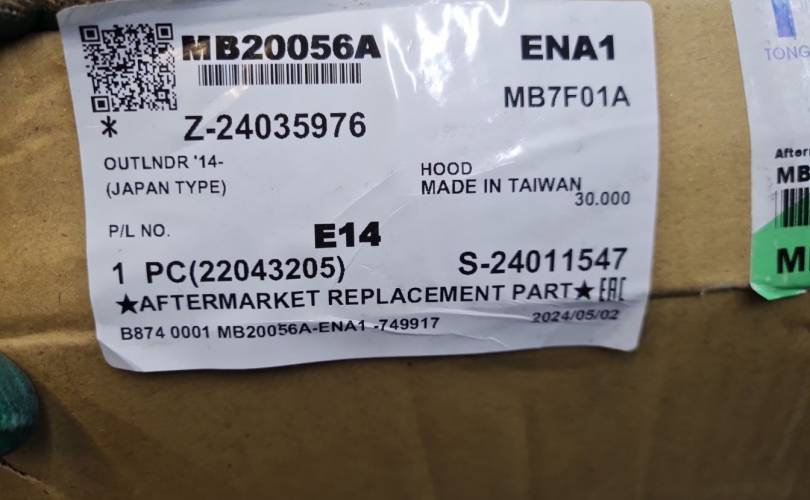 MB20056A
ENA1
MB7F01A
* Z-24035976
OUTLNDR '14-
(JAPAN TYPE)
HOOD
MADE IN TAIWAN
30.000
P/L NO.
E14
1 PC(22043205)
S-24011547
★AFTERMARKET REPLACEMENT PART★ EAC
B874 0001 MB20056A-ENA1 -749917
2024/05/02
TONG
After
MB